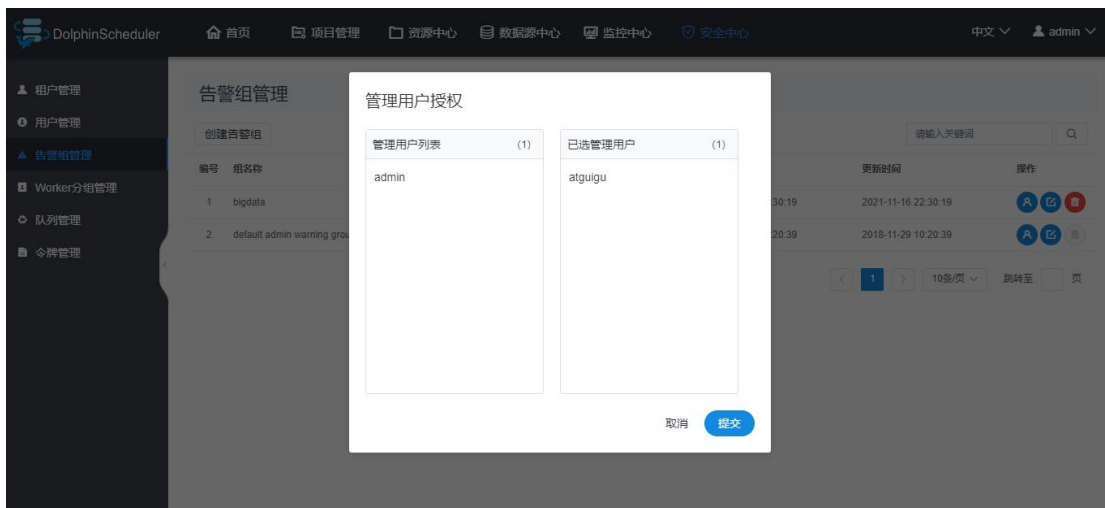 DolphinScheduler 首页 项目管理 资源中心 数据源中心 监控中心 安全中心 中文 admin
租户管理
用户管理
告警组管理
Worker分组管理
队列管理
令牌管理
告警组管理
创建告警组
请输入关键词
编号 组名称 更新时间 操作
1 bigdata :30:19 2021-11-16 22:30:19
2 default admin warning grou :20:39 2018-11-29 10:20:39
1 10条/页 跳转至 页
管理用户授权
管理用户列表 (1) 已选管理用户 (1)
admin atguigu
取消 提交